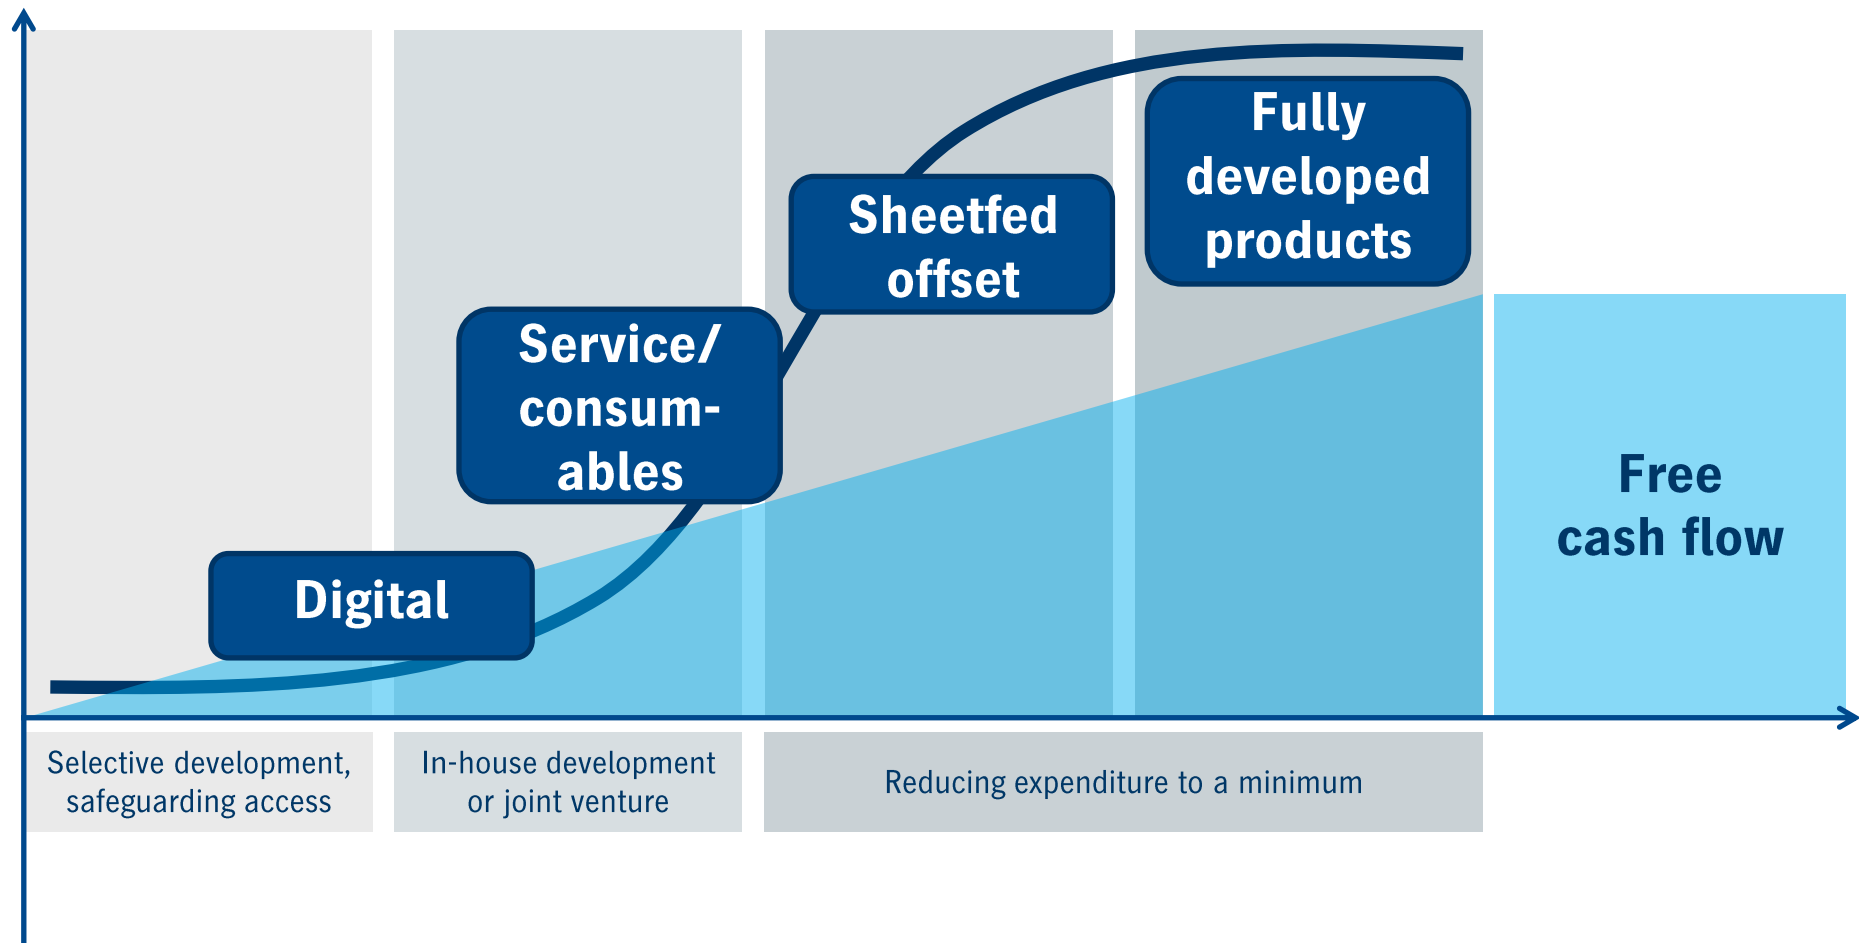 Fully
developed
products
Sheetfed
offset
Service/
consum-
ables
Digital
Free
cash flow
Selective development,
safeguarding access
In-house development
or joint venture
Reducing expenditure to a minimum